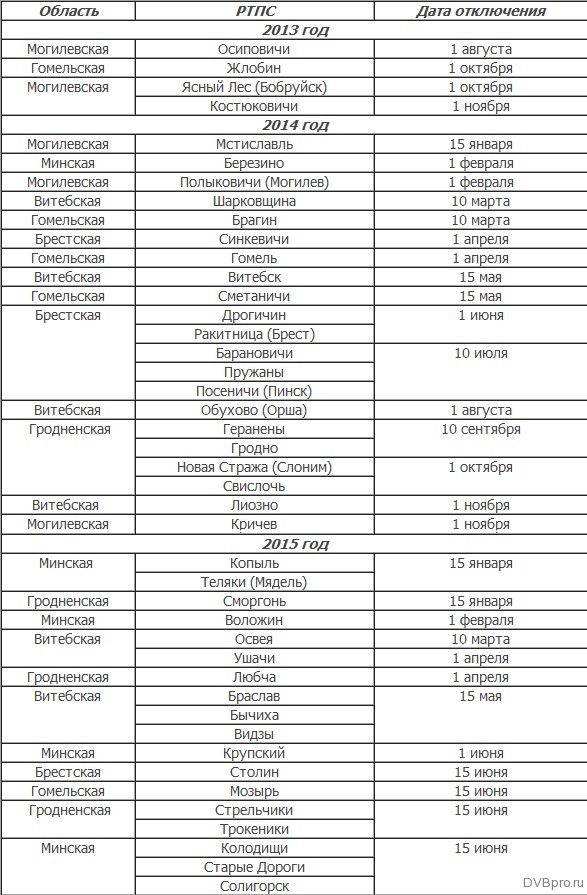 Область РТПС Дата отключения
2013 год
Могилевская Осиповичи 1 августа
Гомельская Жлобин 1 октября
Могилевская Ясный Лес (Бобруйск) 1 октября
Костюковичи 1 ноября
2014 год
Могилевская Мстиславль 15 января
Минская Березино 1 февраля
Могилевская Полыковичи (Могилев) 1 февраля
Витебская Шарковщина 10 марта
Гомельская Брагин 10 марта
Брестская Синкевичи 1 апреля
Гомельская Гомель 1 апреля
Витебская Витебск 15 мая
Гомельская Сметаничи 15 мая
Брестская Дрогичин 1 июня
Ракитница (Брест)
Барановичи 10 июля
Пружаны
Посеничи (Пинск)
Витебская Обухово (Орша) 1 августа
Гродненская Геранены 10 сентября
Гродно
Новая Стража (Слоним) 1 октября
Свислочь
Витебская Лиозно 1 ноября
Могилевская Кричев 1 ноября
2015 год
Минская Копыль 15 января
Теляки (Мядель)
Гродненская Сморгонь 15 января
Минская Воложин 1 февраля
Витебская Освея 10 марта
Ушачи 1 апреля
Гродненская Любча 1 апреля
Витебская Браслав 15 мая
Бычиха
Видзы
Минская Крупский 1 июня
Брестская Столин 15 июня
Гомельская Мозырь 15 июня
Гродненская Стрельчики 15 июня
Трокеники
Минская Колодищи 15 июня
Старые Дороги
Солигорск
DVBpro.ru